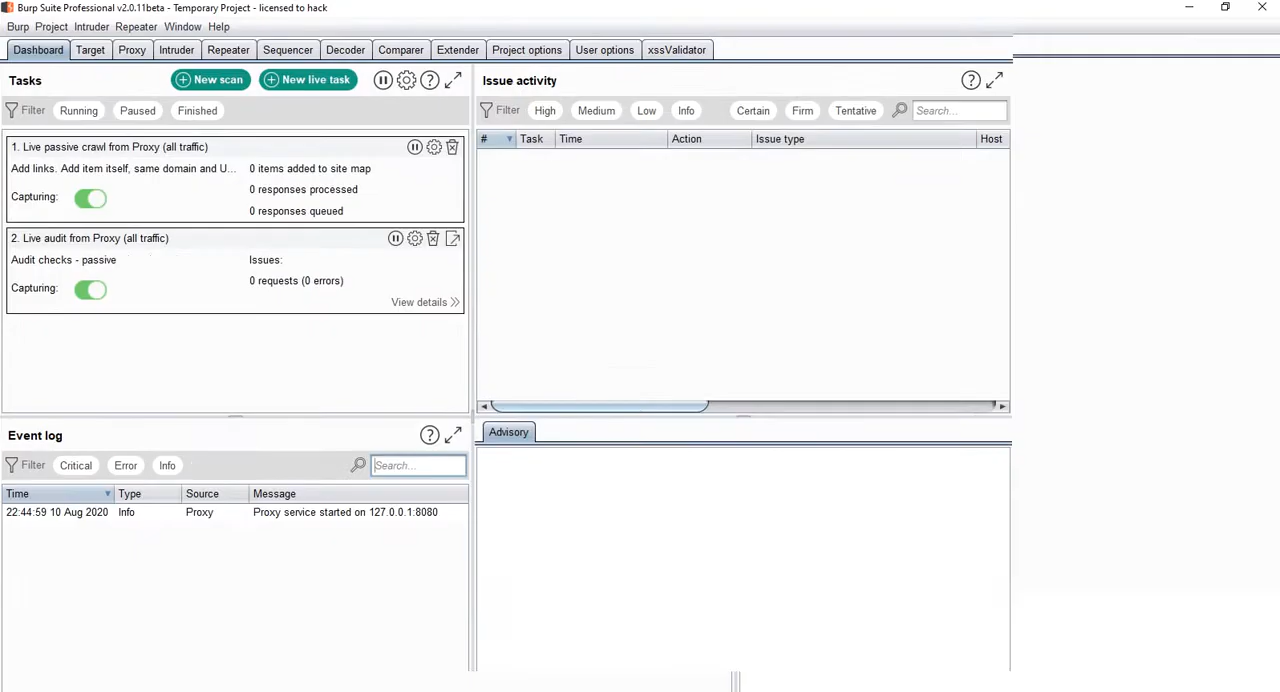 Burp Suite Professional v2.0.11beta - Temporary Project - licensed to hack
Burp Project Intruder Repeater Window Help
Dashboard Target Proxy Intruder Repeater Sequencer Decoder Comparer Extender Project options User options xssValidator
Tasks New scan New live task
Filter Running Paused Finished
1. Live passive crawl from Proxy (all traffic)
Add links. Add item itself, same domain and U... 0 items added to site map
0 responses processed
Capturing:
0 responses queued
2. Live audit from Proxy (all traffic)
Audit checks - passive Issues:
0 requests (0 errors)
Capturing:
View details
Issue activity
Filter High Medium Low Info Certain Firm Tentative Search...
# Task Time Action Issue type Host
Event log
Filter Critical Error Info Search...
Time Type Source Message
22:44:59 10 Aug 2020 Info Proxy Proxy service started on 127.0.0.1:8080
Advisory